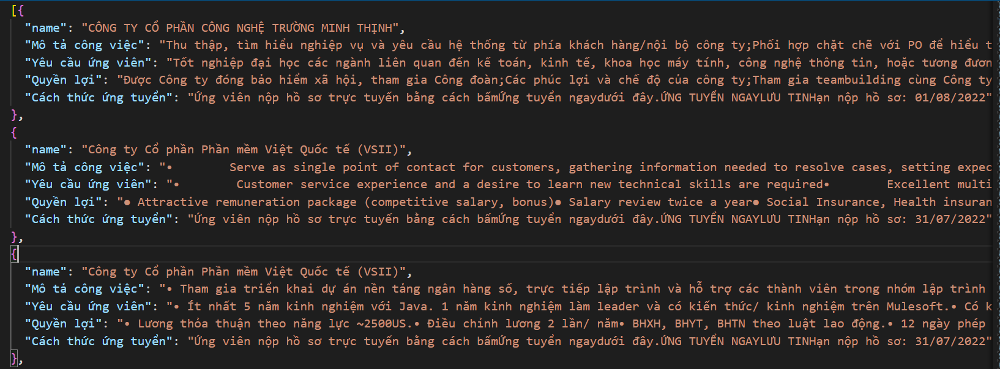 [{
"name": "CÔNG TY CỔ PHẦN CÔNG NGHỆ TRƯỜNG MINH THỊNH",
"Mô tả công việc": "Thu thập, tìm hiểu nghiệp vụ và yêu cầu hệ thống từ phía khách hàng/nội bộ công ty;Phối hợp chặt chẽ với PO để hiểu t
"Yêu cầu ứng viên": "Tốt nghiệp đại học các ngành liên quan đến kế toán, kinh tế, khoa học máy tính, công nghệ thông tin, hoặc tương đươn
"Quyền lợi": "Được Công ty đóng bảo hiểm xã hội, tham gia Công đoàn;Các phúc lợi và chế độ của công ty;Tham gia teambuilding cùng Công ty
"Cách thức ứng tuyển": "Ứng viên nộp hồ sơ trực tuyến bằng cách bấmỨng tuyển ngaydưới đây.ỨNG TUYỂN NGAYLƯU TINHạn nộp hồ sơ: 01/08/2022"
},
{
"name": "Công ty Cổ phần Phần mềm Việt Quốc tế (VSII)",
"Mô tả công việc": "•        Serve as single point of contact for customers, gathering information needed to resolve cases, setting expec
"Yêu cầu ứng viên": "•        Customer service experience and a desire to learn new technical skills are required•        Excellent multi
"Quyền lợi": "● Attractive remuneration package (competitive salary, bonus)● Salary review twice a year● Social Insurance, Health insuran
"Cách thức ứng tuyển": "Ứng viên nộp hồ sơ trực tuyến bằng cách bấmỨng tuyển ngaydưới đây.ỨNG TUYỂN NGAYLƯU TINHạn nộp hồ sơ: 31/07/2022"
},
{
"name": "Công ty Cổ phần Phần mềm Việt Quốc tế (VSII)",
"Mô tả công việc": "• Tham gia triển khai dự án nền tảng ngân hàng số, trực tiếp lập trình và hỗ trợ các thành viên trong nhóm lập trình
"Yêu cầu ứng viên": "• Ít nhất 5 năm kinh nghiệm với Java. 1 năm kinh nghiệm làm leader và có kiến thức/ kinh nghiệm trên Mulesoft.• Có k
"Quyền lợi": "• Lương thỏa thuận theo năng lực ~2500US.• Điều chỉnh lương 2 lần/ năm• BHXH, BHYT, BHTN theo luật lao động.• 12 ngày phép
"Cách thức ứng tuyển": "Ứng viên nộp hồ sơ trực tuyến bằng cách bấmỨng tuyển ngaydưới đây.ỨNG TUYỂN NGAYLƯU TINHạn nộp hồ sơ: 31/07/2022"
},